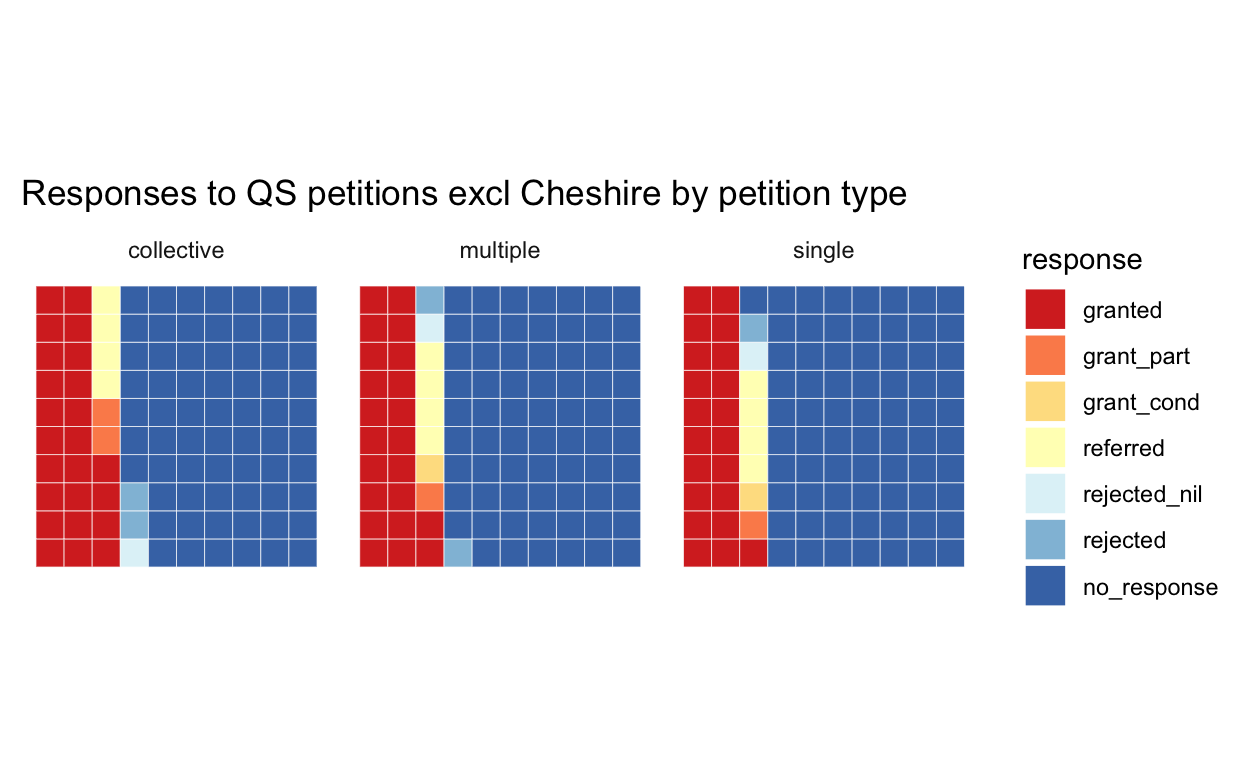 Responses to QS petitions excl Cheshire by petition type
collective
multiple
single
response
granted
grant_part
grant_cond
referred
rejected_nil
rejected
no_response